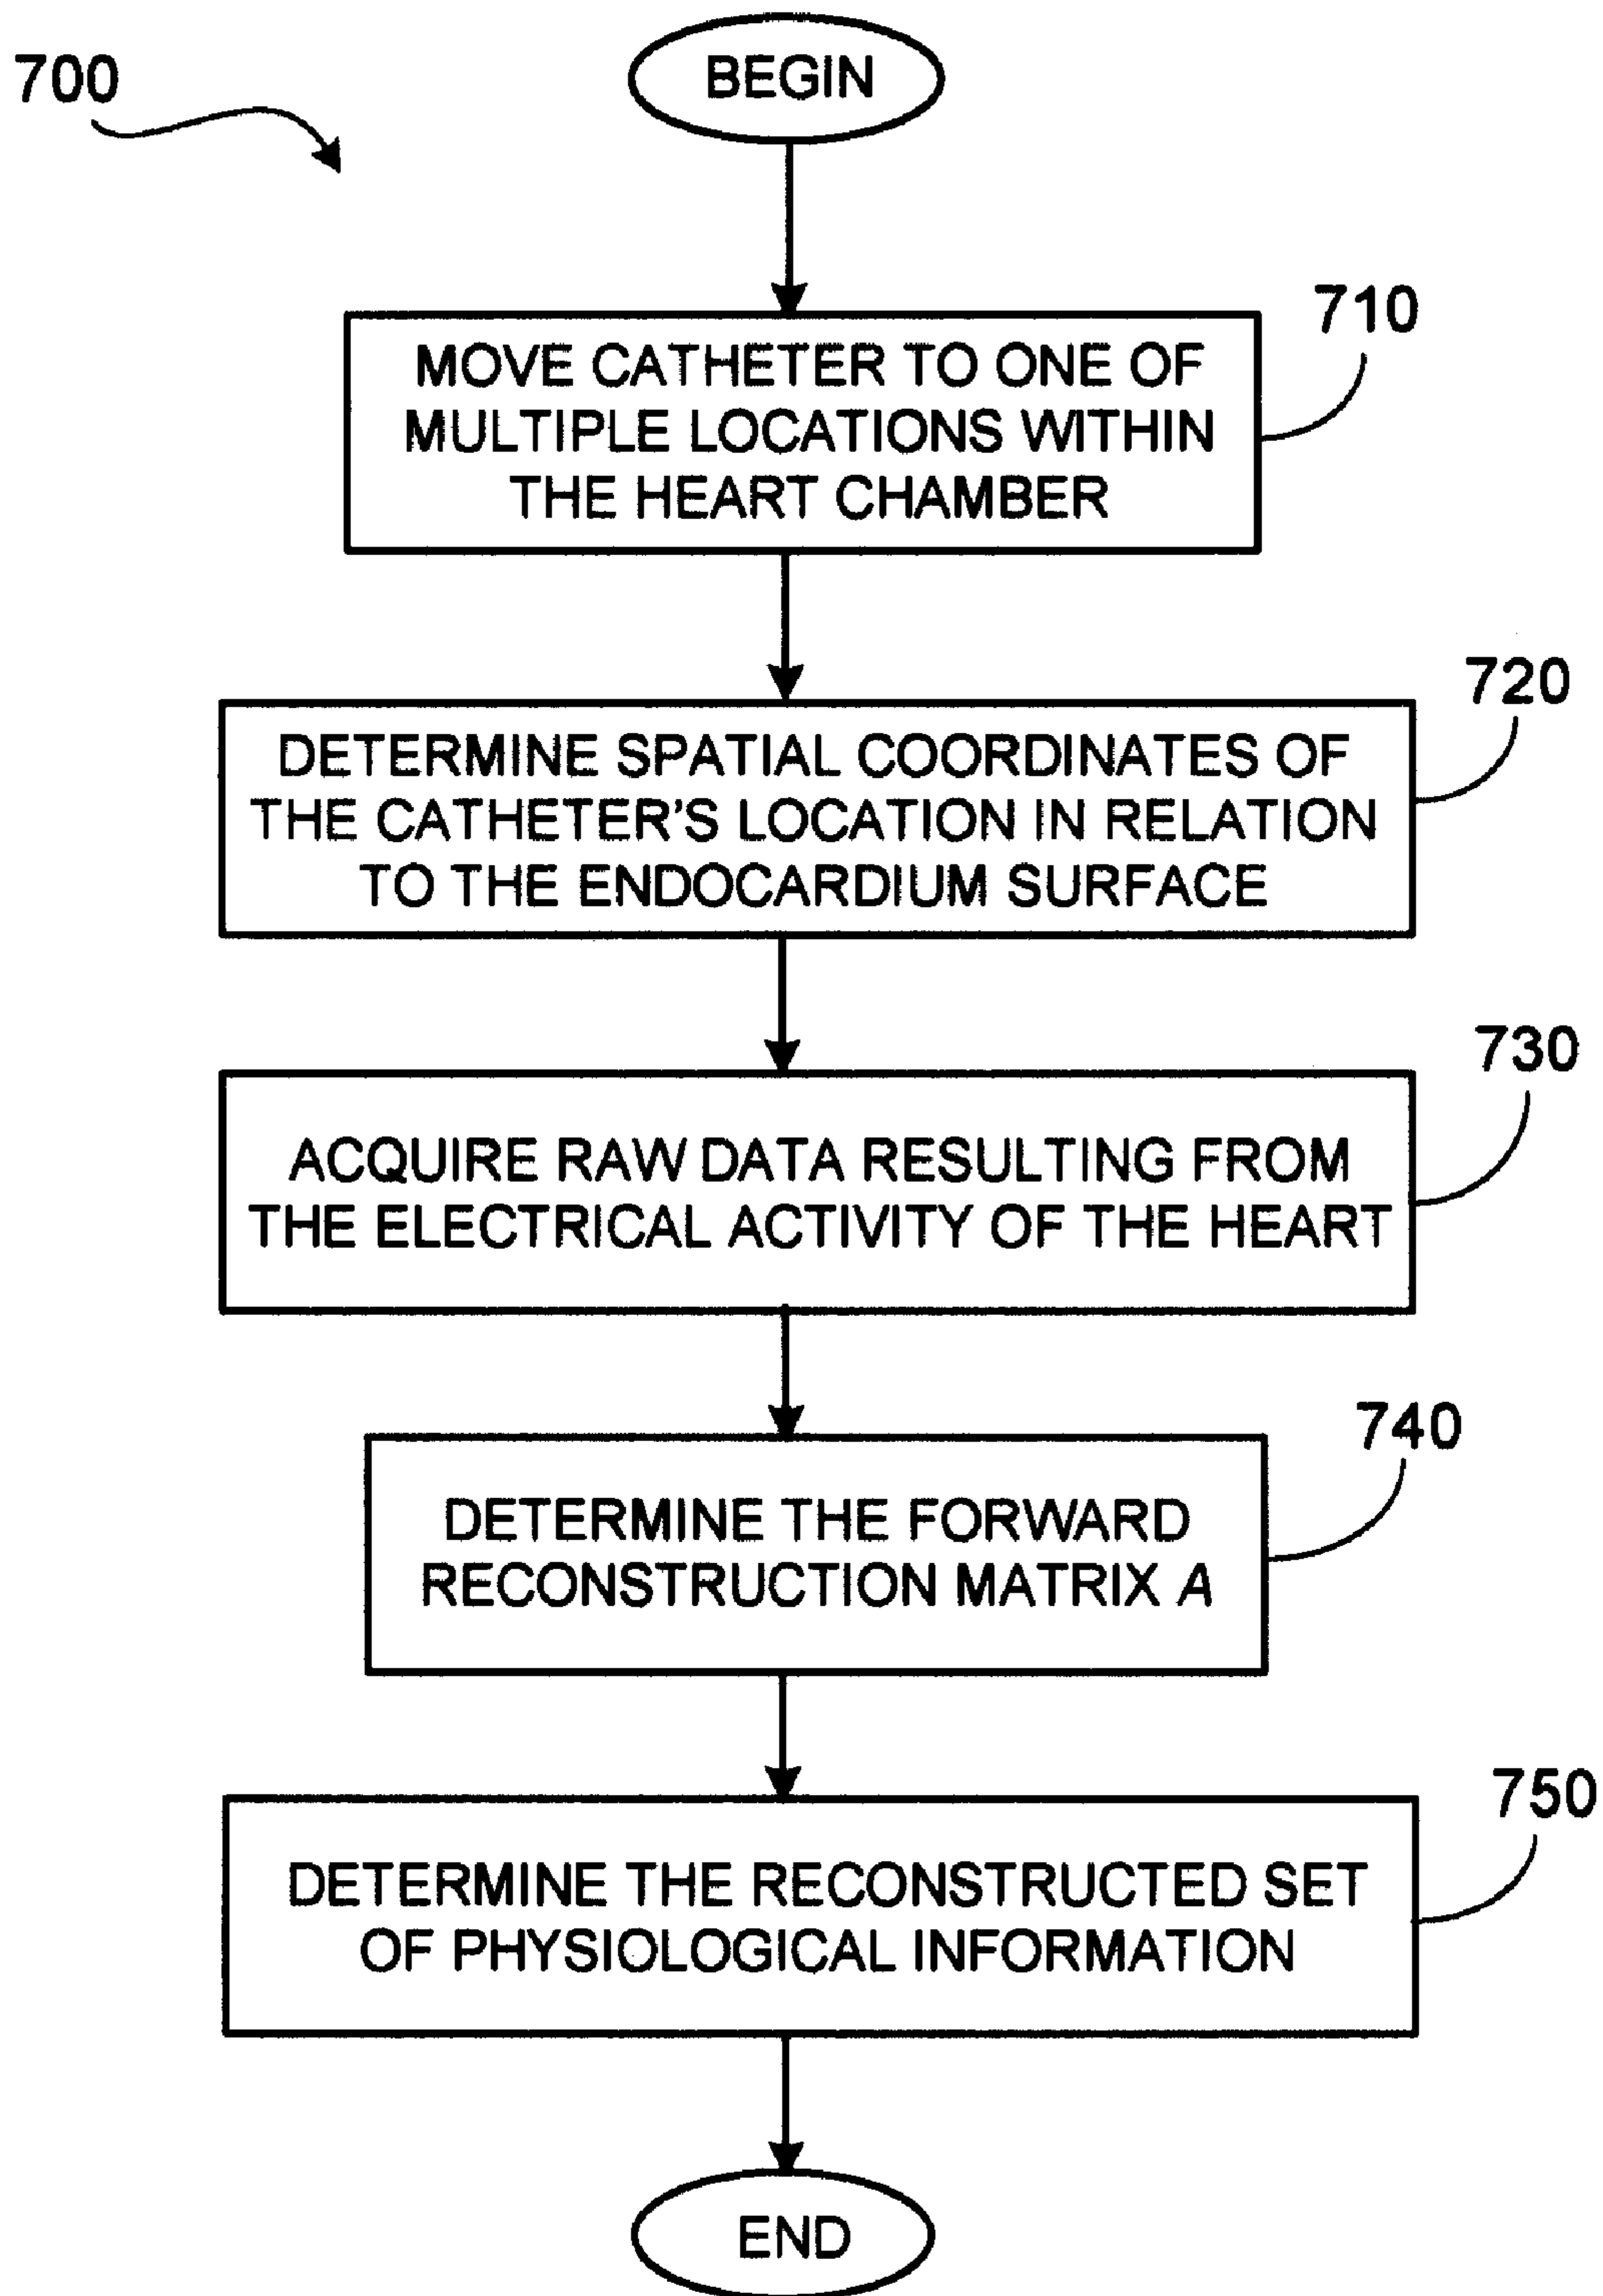 700
BEGIN
710
MOVE CATHETER TO ONE OF
MULTIPLE LOCATIONS WITHIN
THE HEART CHAMBER
720
DETERMINE SPATIAL COORDINATES OF
THE CATHETER'S LOCATION IN RELATION
TO THE ENDOCARDIUM SURFACE
730
ACQUIRE RAW DATA RESULTING FROM
THE ELECTRICAL ACTIVITY OF THE HEART
740
DETERMINE THE FORWARD
RECONSTRUCTION MATRIX A
750
DETERMINE THE RECONSTRUCTED SET
OF PHYSIOLOGICAL INFORMATION
END